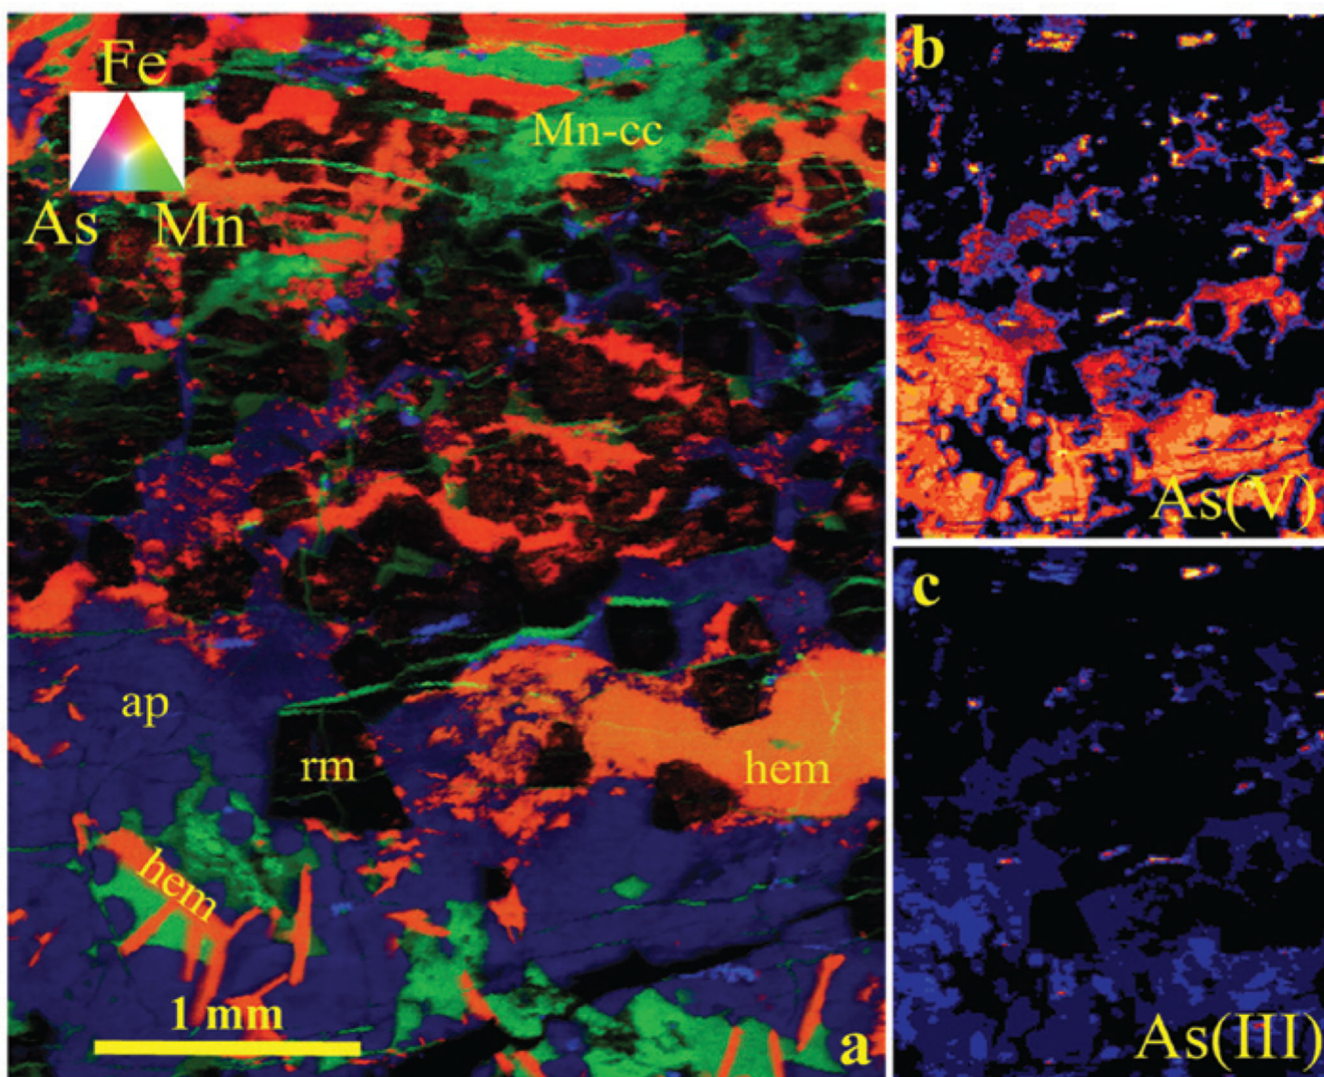 Fe
As Mn
Mn-cc
ap
rm
hem
hem
1 mm
a
b
As(V)
c
As(III)